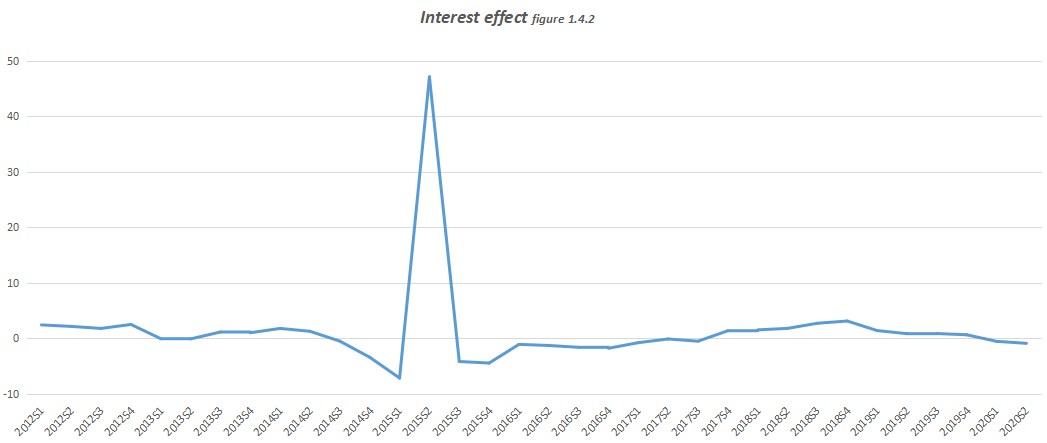 Interest effect figure 1.4.2
50
40
30
20
10
0
-10
2012S1
2012S2
2012S3
2012S4
2013S1
2013S2
2013S3
2013S4
2014S1
2014S2
2014S3
2014S4
2015S1
2015S2
2015S3
2015S4
2016S1
2016S2
2016S3
2016S4
2017S1
2017S2
2017S3
2017S4
2018S1
2018S2
2018S3
2018S4
2019S1
2019S2
2019S3
2019S4
2020S1
2020S2